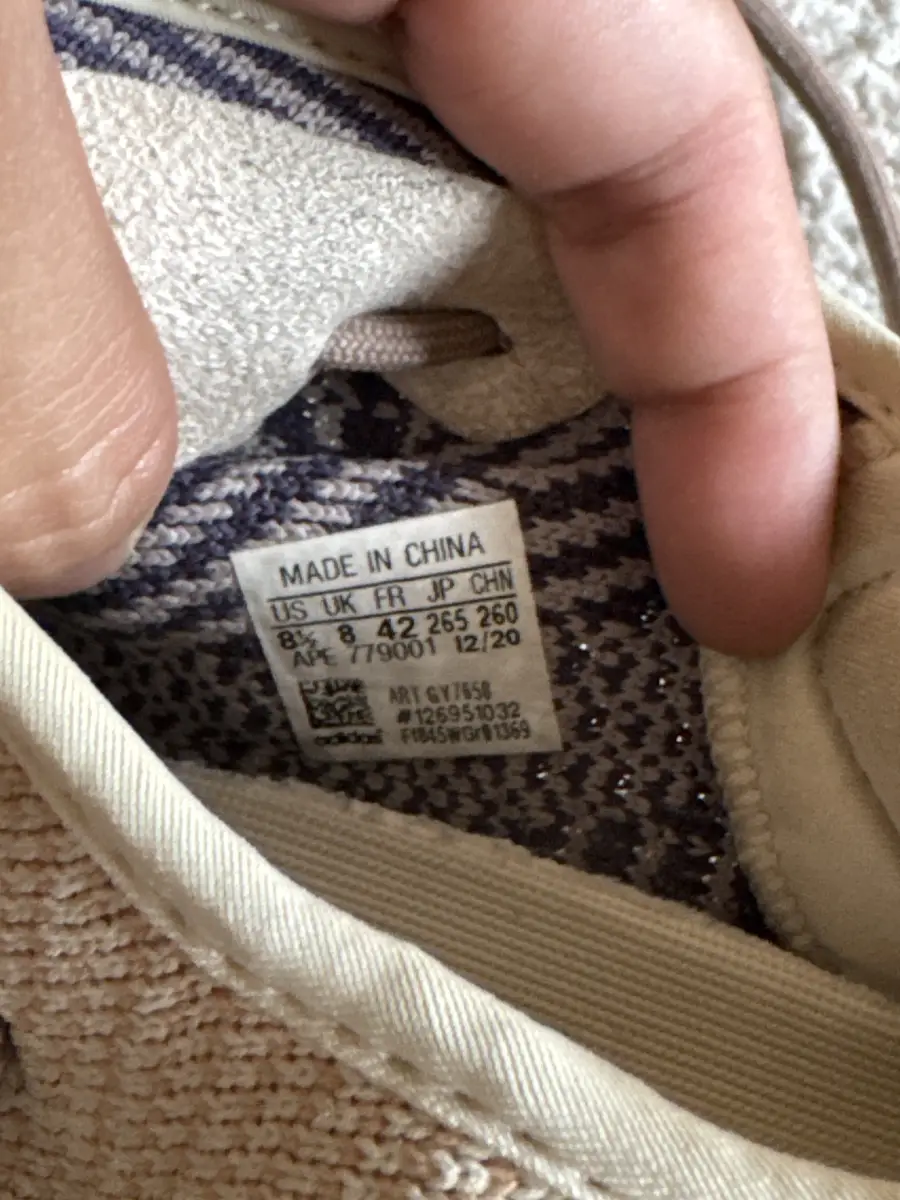 MADE IN CHINA
US UK FR JP CHN
8½ 8 42 265 260
APE 779001 12/20
ART GY7658
#126951032
adidas